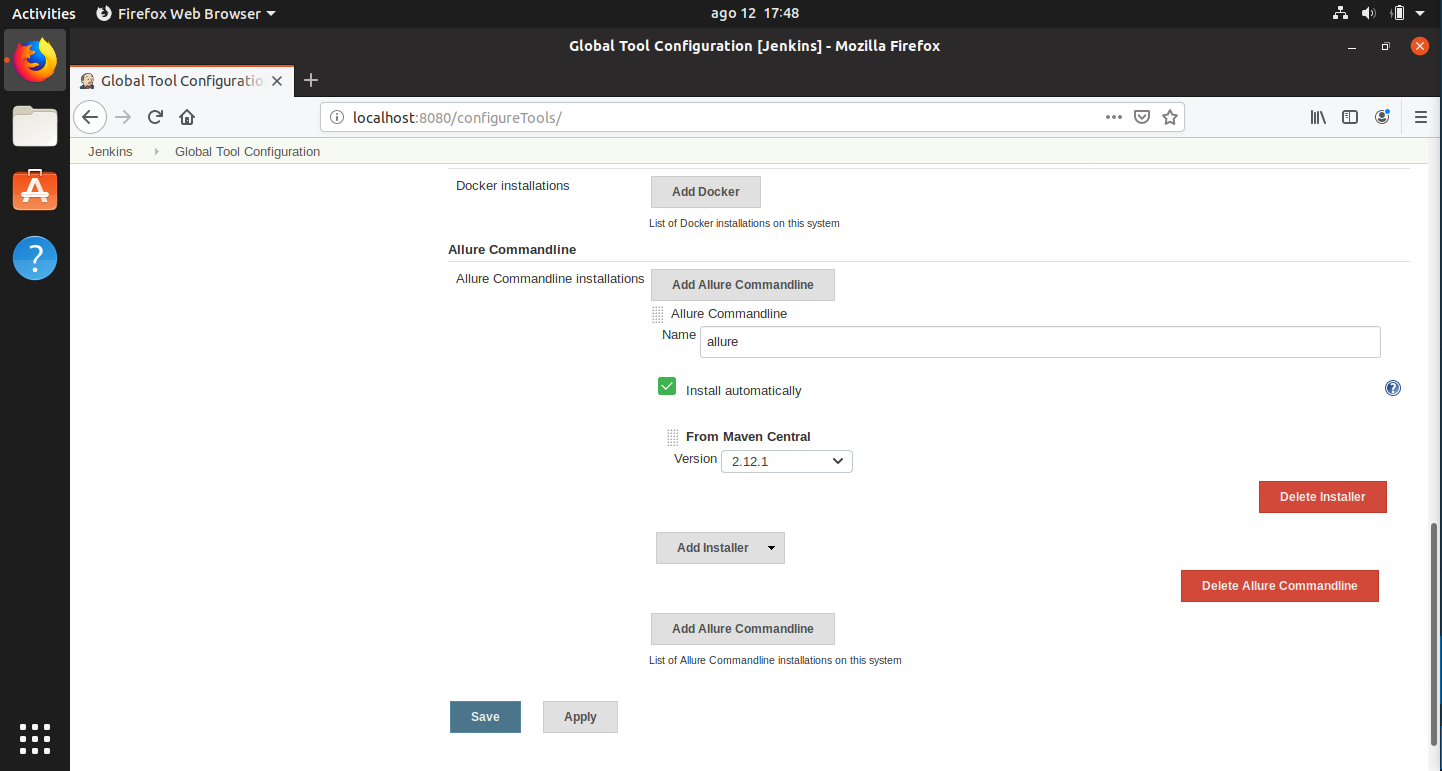 Activities Firefox Web Browser ago 12 17:48
Global Tool Configuration [Jenkins] - Mozilla Firefox
Global Tool Configuratio
localhost:8080/configureTools/
Jenkins Global Tool Configuration
Docker installations Add Docker
List of Docker installations on this system
Allure Commandline
Allure Commandline installations Add Allure Commandline
Allure Commandline
Name allure
Install automatically
From Maven Central
Version 2.12.1
Delete Installer
Add Installer
Delete Allure Commandline
Add Allure Commandline
List of Allure Commandline installations on this system
Save Apply